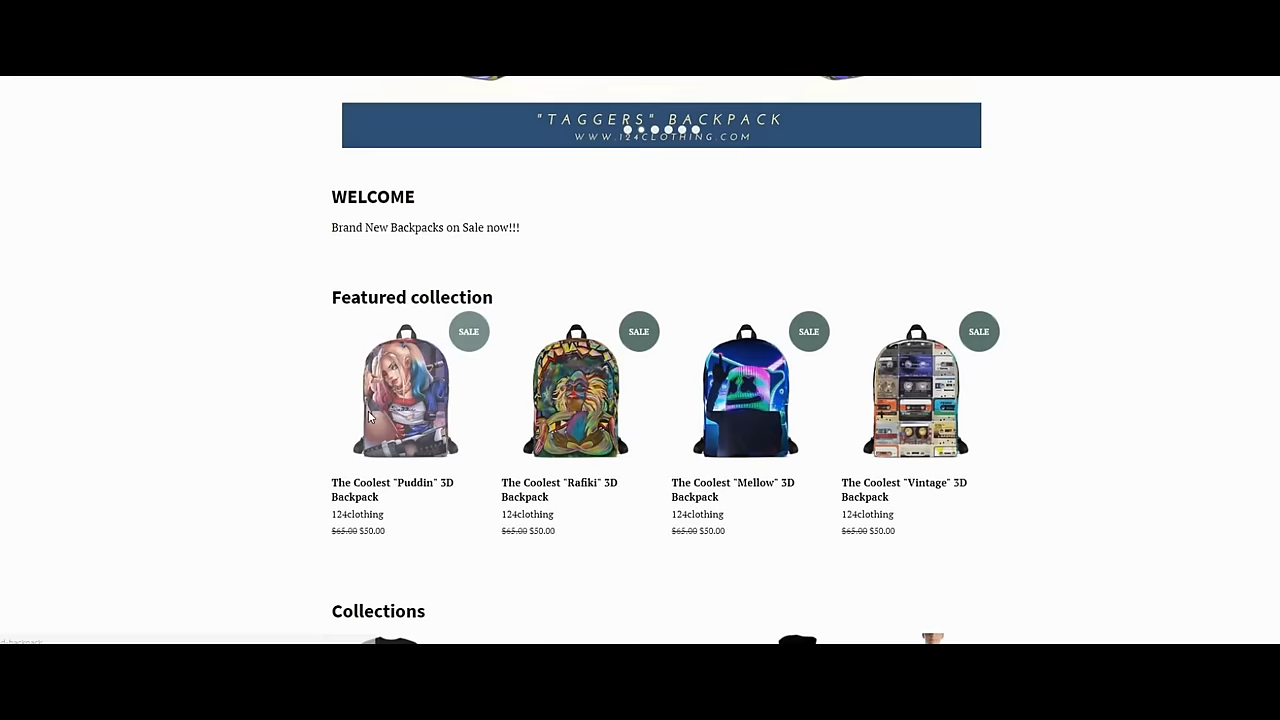 "TAGGERS" BACKPACK
WWW.124CLOTHING.COM
WELCOME
Brand New Backpacks on Sale now!!!
Featured collection
SALE SALE SALE SALE
The Coolest "Puddin" 3D
Backpack
124clothing
$65.00 $50.00
The Coolest "Rafiki" 3D
Backpack
124clothing
$65.00 $50.00
The Coolest "Mellow" 3D
Backpack
124clothing
$65.00 $50.00
The Coolest "Vintage" 3D
Backpack
124clothing
$65.00 $50.00
Collections